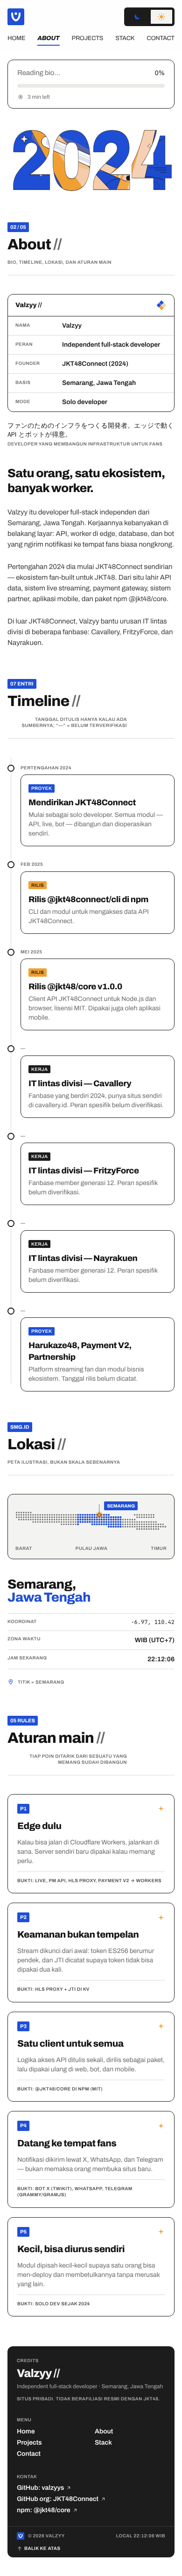 HOME ABOUT PROJECTS STACK CONTACT
Reading bio... 0%
3 min left
2024
02 / 05
About //
BIO, TIMELINE, LOKASI, DAN ATURAN MAIN
Valzyy //
NAMA Valzyy
PERAN Independent full-stack developer
FOUNDER JKT48Connect (2024)
BASIS Semarang, Jawa Tengah
MODE Solo developer
ファンのためのインフラをつくる開発者。エッジで動く
API とボットが得意。
DEVELOPER YANG MEMBANGUN INFRASTRUKTUR UNTUK FANS
Satu orang, satu ekosistem,
banyak worker.
Valzyy itu developer full-stack independen dari
Semarang, Jawa Tengah. Kerjaannya kebanyakan di
belakang layar: API, worker di edge, database, dan bot
yang ngirim notifikasi ke tempat fans biasa nongkrong.
Pertengahan 2024 dia mulai JKT48Connect sendirian
— ekosistem fan-built untuk JKT48. Dari situ lahir API
data, sistem live streaming, payment gateway, sistem
partner, aplikasi mobile, dan paket npm @jkt48/core.
Di luar JKT48Connect, Valzyy bantu urusan IT lintas
divisi di beberapa fanbase: Cavallery, FritzyForce, dan
Nayrakuen.
07 ENTRI
Timeline //
TANGGAL DITULIS HANYA KALAU ADA
SUMBERNYA; "—" = BELUM TERVERIFIKASI
PERTENGAHAN 2024
PROYEK
Mendirikan JKT48Connect
Mulai sebagai solo developer. Semua modul —
API, live, bot — dibangun dan dioperasikan
sendiri.
FEB 2025
RILIS
Rilis @jkt48connect/cli di npm
CLI dan modul untuk mengakses data API
JKT48Connect.
MEI 2025
RILIS
Rilis @jkt48/core v1.0.0
Client API JKT48Connect untuk Node.js dan
browser, lisensi MIT. Dipakai juga oleh aplikasi
mobile.
—
KERJA
IT lintas divisi — Cavallery
Fanbase yang berdiri 2024, punya situs sendiri
di cavallery.id. Peran spesifik belum diverifikasi.
—
KERJA
IT lintas divisi — FritzyForce
Fanbase member generasi 12. Peran spesifik
belum diverifikasi.
—
KERJA
IT lintas divisi — Nayrakuen
Fanbase member generasi 12. Peran spesifik
belum diverifikasi.
—
PROYEK
Harukaze48, Payment V2,
Partnership
Platform streaming fan dan modul bisnis
ekosistem. Tanggal rilis belum dicatat.
SMG.ID
Lokasi //
PETA ILUSTRASI, BUKAN SKALA SEBENARNYA
SEMARANG
BARAT PULAU JAWA TIMUR
Semarang,
Jawa Tengah
KOORDINAT -6.97, 110.42
ZONA WAKTU WIB (UTC+7)
JAM SEKARANG 22:12:06
TITIK = SEMARANG
05 RULES
Aturan main //
TIAP POIN DITARIK DARI SESUATU YANG
MEMANG SUDAH DIBANGUN
P1
Edge dulu
Kalau bisa jalan di Cloudflare Workers, jalankan di
sana. Server sendiri baru dipakai kalau memang
perlu.
BUKTI: LIVE, PM API, HLS PROXY, PAYMENT V2 → WORKERS
P2
Keamanan bukan tempelan
Stream dikunci dari awal: token ES256 berumur
pendek, dan JTI dicatat supaya token tidak bisa
dipakai dua kali.
BUKTI: HLS PROXY + JTI DI KV
P3
Satu client untuk semua
Logika akses API ditulis sekali, dirilis sebagai paket,
lalu dipakai ulang di web, bot, dan mobile.
BUKTI: @JKT48/CORE DI NPM (MIT)
P4
Datang ke tempat fans
Notifikasi dikirim lewat X, WhatsApp, dan Telegram
— bukan memaksa orang membuka situs baru.
BUKTI: BOT X (TWIKIT), WHATSAPP, TELEGRAM
(GRAMMY/GRAMJS)
P5
Kecil, bisa diurus sendiri
Modul dipisah kecil-kecil supaya satu orang bisa
men-deploy dan membetulkannya tanpa merusak
yang lain.
BUKTI: SOLO DEV SEJAK 2024
CREDITS
Valzyy //
Independent full-stack developer · Semarang, Jawa Tengah
SITUS PRIBADI. TIDAK BERAFILIASI RESMI DENGAN JKT48.
MENU
Home About
Projects Stack
Contact
KONTAK
GitHub: valzyys ↗
GitHub org: JKT48Connect ↗
npm: @jkt48/core ↗
© 2026 VALZYY LOCAL 22:12:06 WIB
↑ BALIK KE ATAS